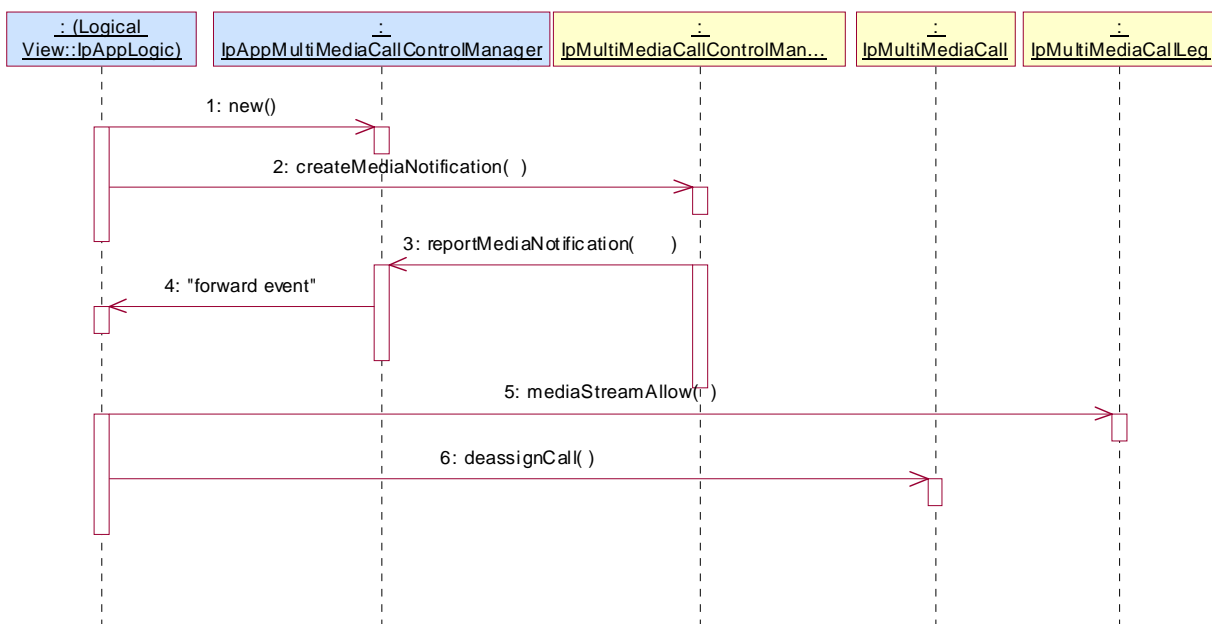 : (Logical
View::IpAppLogic)
:
IpAppMultiMediaCallControlManager
:
IpMultiMediaCallControlMan...
:
IpMultiMediaCall
:
IpMultiMediaCallLeg
1: new()
2: createMediaNotification( )
3: reportMediaNotification( )
4: "forward event"
5: mediaStreamAllow( )
6: deassignCall( )